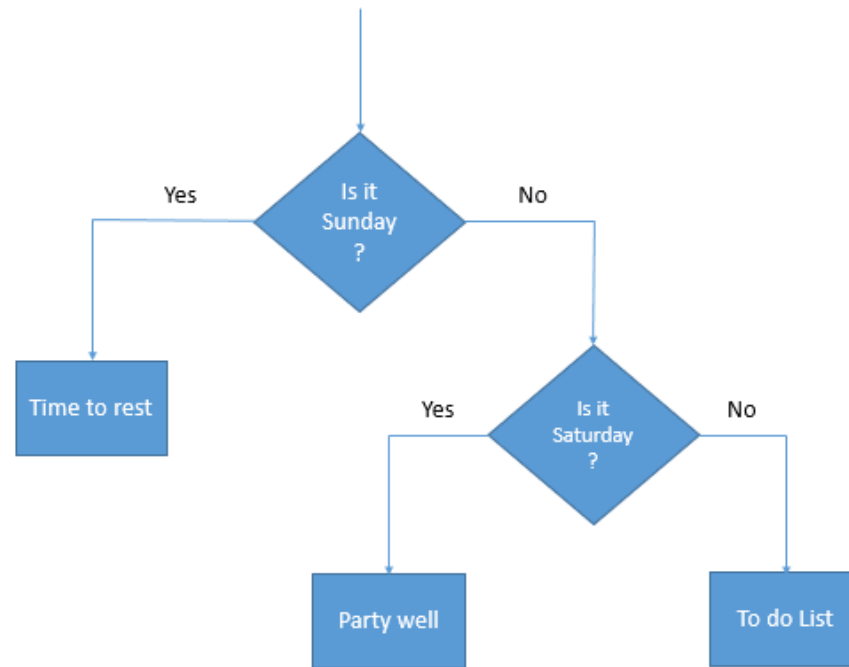 Is it
Sunday
?
Yes
No
Time to rest
Is it
Saturday
?
Yes
No
Party well
To do List